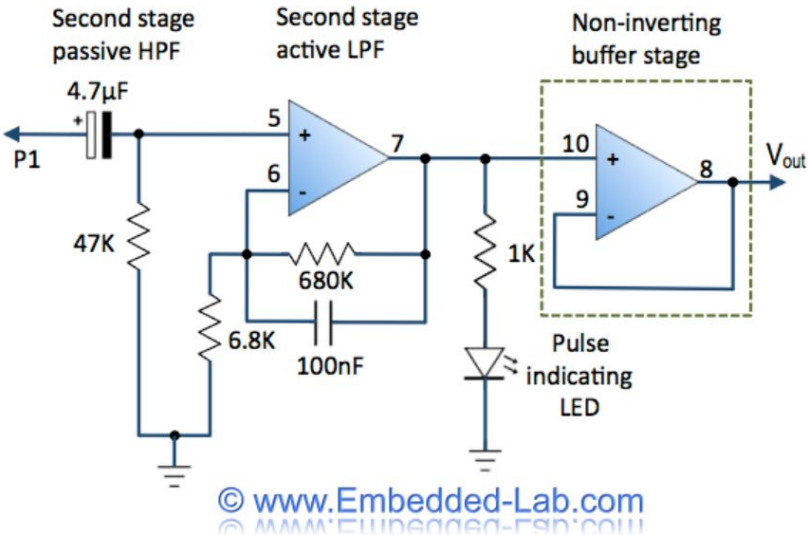 Second stage
passive HPF
Second stage
active LPF
Non-inverting
buffer stage
4.7µF
+
P1
5
+
6
-
7
10
+
9
-
8
Vout
47K
680K
6.8K
100nF
1K
Pulse
indicating
LED
© www.Embedded-Lab.com